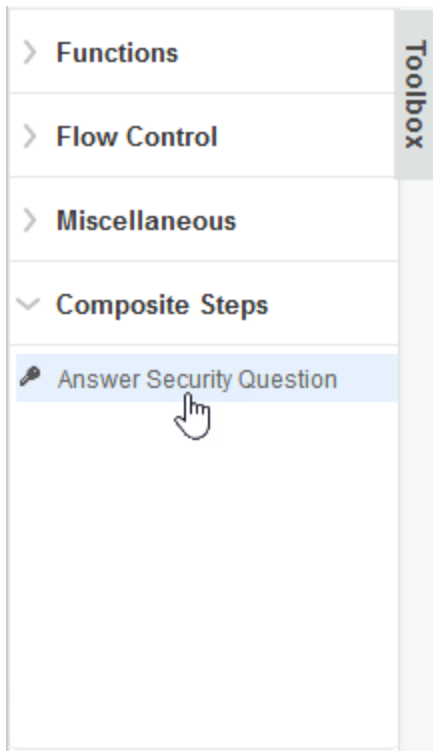 Functions
Flow Control
Miscellaneous
Composite Steps
Answer Security Question
Toolbox